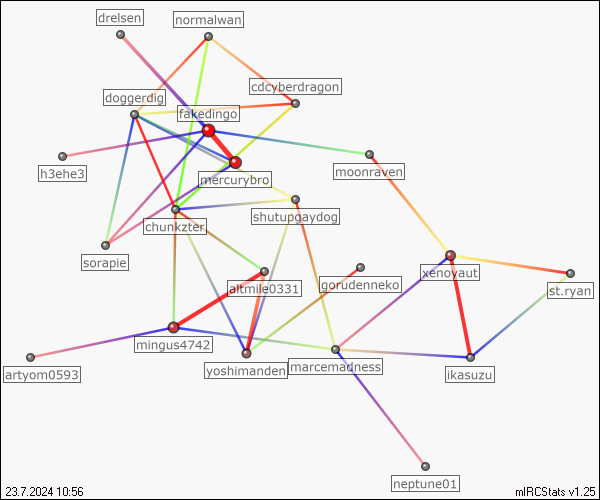 drelsen
normalwan
cdcyberdragon
doggerdig
fakedingo
h3ehe3
mercurybro
moonraven
shutupgaydog
chunkzter
sorapie
xenoyaut
altmile0331
gorudenneko
st.ryan
mingus4742
artyom0593
yoshimanden
marcemadness
ikasuzu
neptune01
23.7.2024 10:56
mIRCStats v1.25